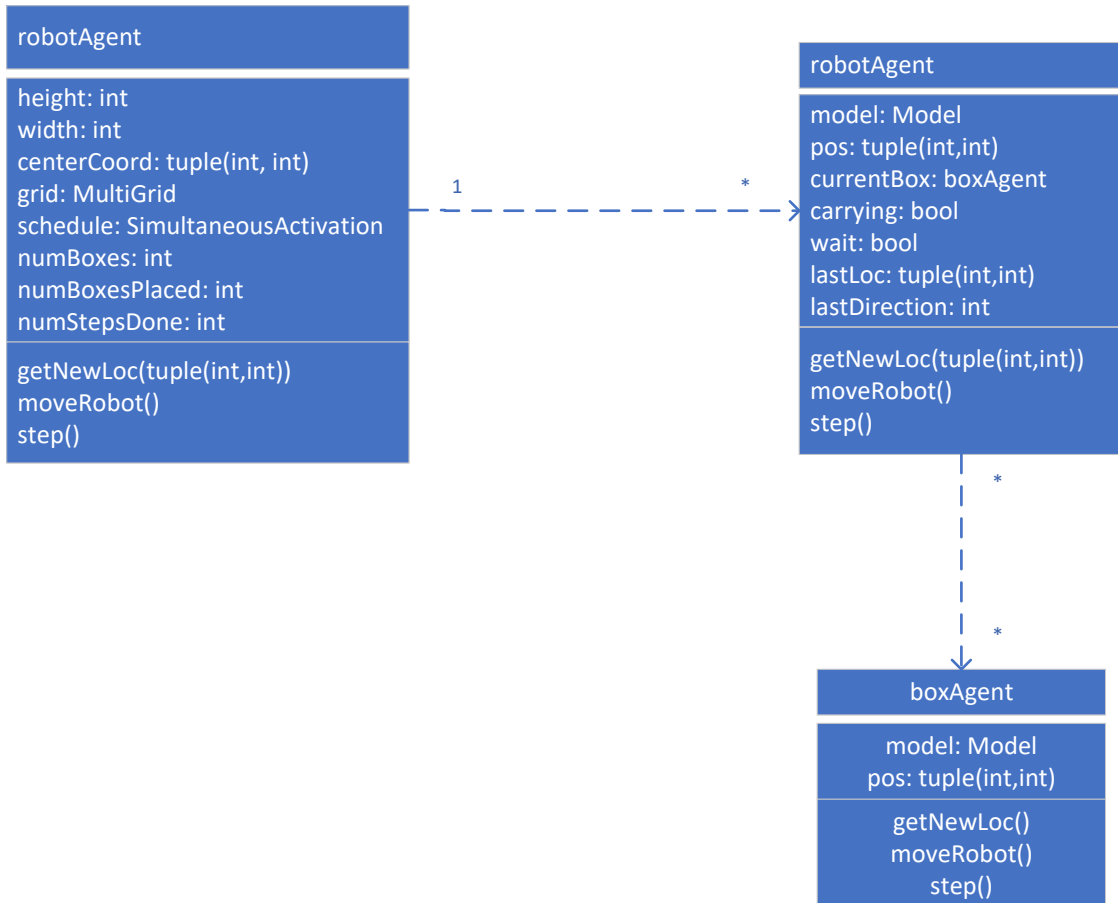 robotAgent
height: int
width: int
centerCoord: tuple(int, int)
grid: MultiGrid
schedule: SimultaneousActivation
numBoxes: int
numBoxesPlaced: int
numStepsDone: int
getNewLoc(tuple(int,int))
moveRobot()
step()
1
*
robotAgent
model: Model
pos: tuple(int,int)
currentBox: boxAgent
carrying: bool
wait: bool
lastLoc: tuple(int,int)
lastDirection: int
getNewLoc(tuple(int,int))
moveRobot()
step()
*
*
boxAgent
model: Model
pos: tuple(int,int)
getNewLoc()
moveRobot()
step()